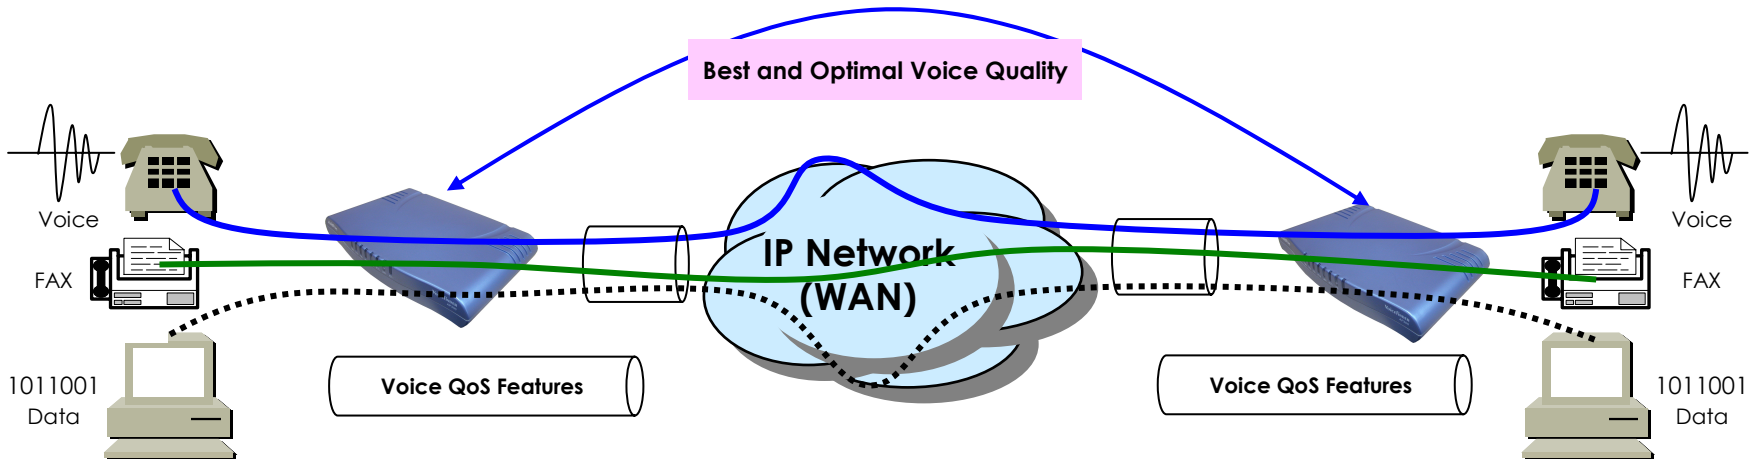 Best and Optimal Voice Quality
Voice
Voice
IP Network
(WAN)
FAX
FAX
Voice QoS Features
Voice QoS Features
1011001
Data
1011001
Data